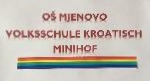 OŠ MJENOVO
VOLKSSCHULE KROATISCH
MINIHOF